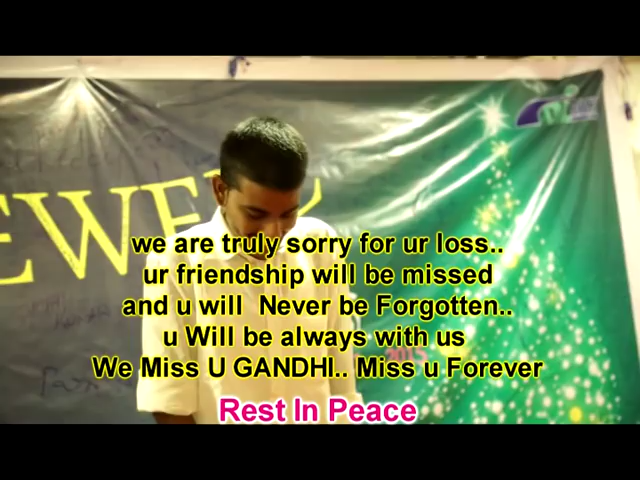 EWE
we are truly sorry for ur loss..
ur friendship will be missed
and u will  Never be Forgotten..
u Will be always with us
We Miss U GANDHI.. Miss u Forever
Rest In Peace